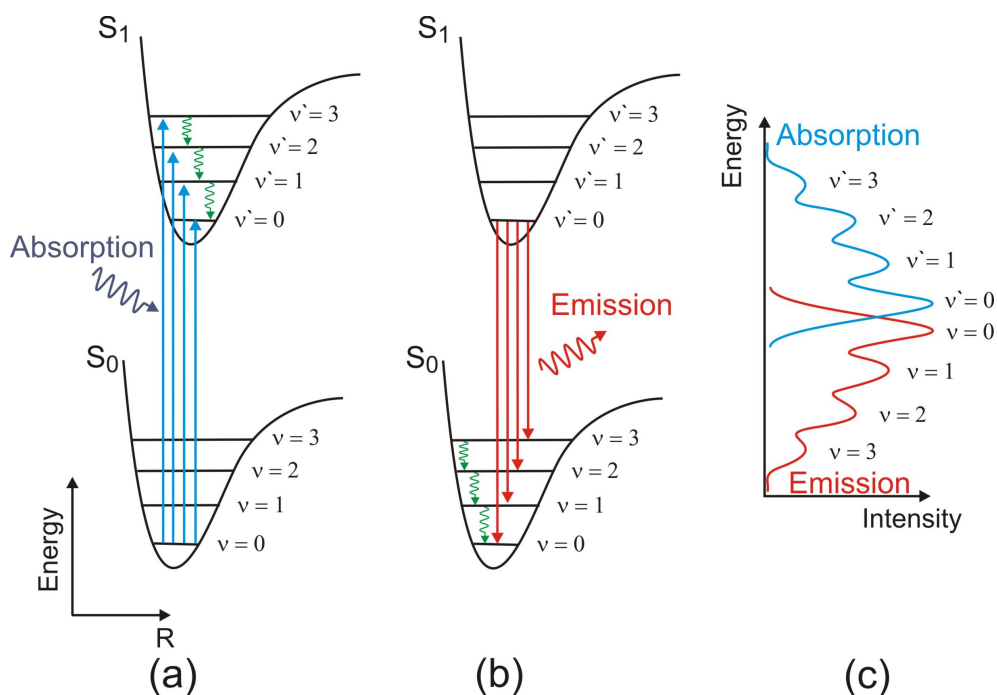 S₁
ν`= 3
ν`= 2
ν`= 1
ν`= 0
Absorption
S₀
ν = 3
ν = 2
ν = 1
ν = 0
Energy
R
(a)
S₁
ν`= 3
ν`= 2
ν`= 1
ν`= 0
Emission
S₀
ν = 3
ν = 2
ν = 1
ν = 0
(b)
Energy
Absorption
ν`= 3
ν`= 2
ν`= 1
ν`= 0
ν = 0
ν = 1
ν = 2
ν = 3
Emission
Intensity
(c)